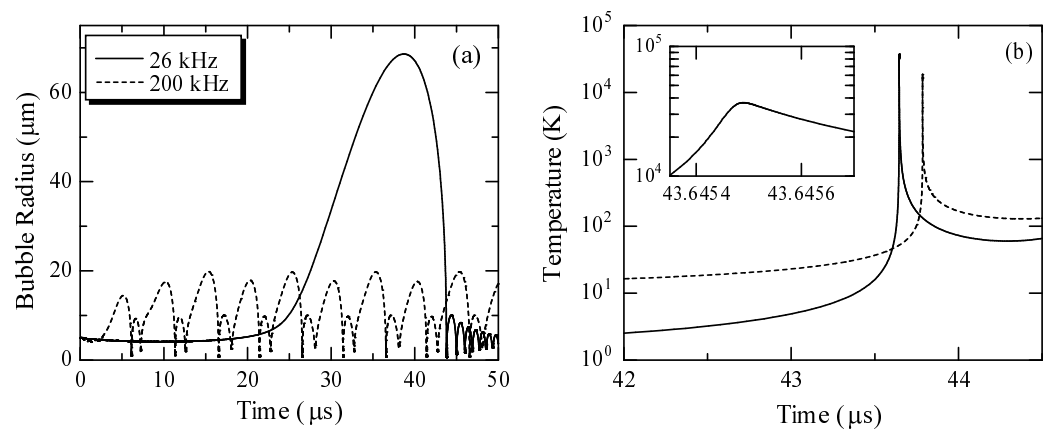 (a)
26 kHz
200 kHz
Bubble Radius (μm)
60
40
20
0
0 10 20 30 40 50
Time ( μs)
(b)
Temperature (K)
10^5
10^4
10^3
10^2
10^1
10^0
42 43 44
Time ( μs)
10^5
10^4
43.6454 43.6456